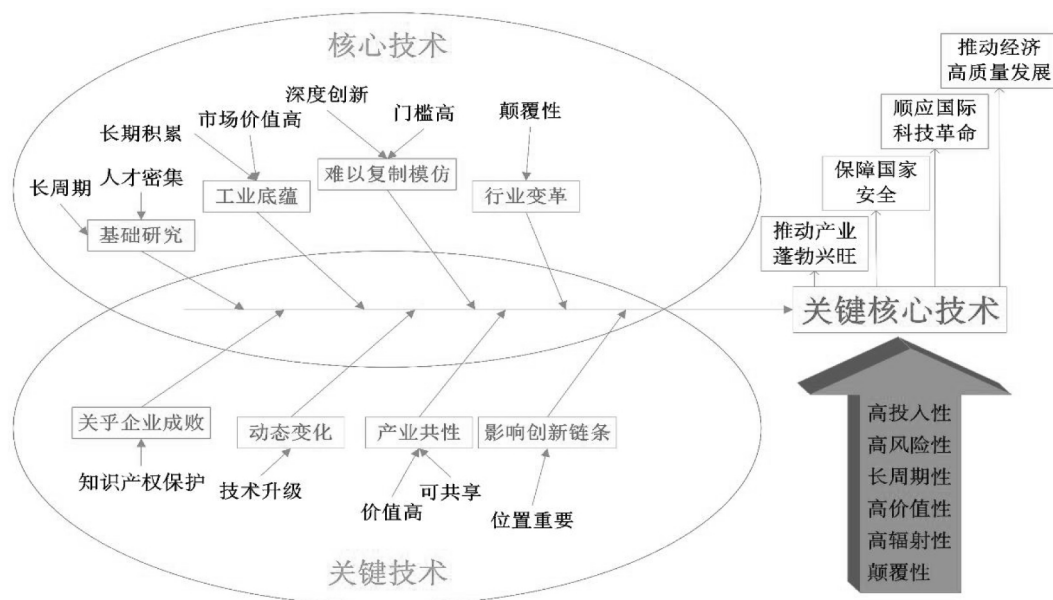 核心技术
深度创新
门槛高
颠覆性
市场价值高
长期积累
人才密集
长周期
难以复制模仿
行业变革
工业底蕴
基础研究
关乎企业成败
动态变化
产业共性
影响创新链条
知识产权保护
技术升级
可共享
价值高
位置重要
关键技术
推动经济
高质量发展
顺应国际
科技革命
保障国家
安全
推动产业
蓬勃兴旺
关键核心技术
高投入性
高风险性
长周期性
高价值性
高辐射性
颠覆性